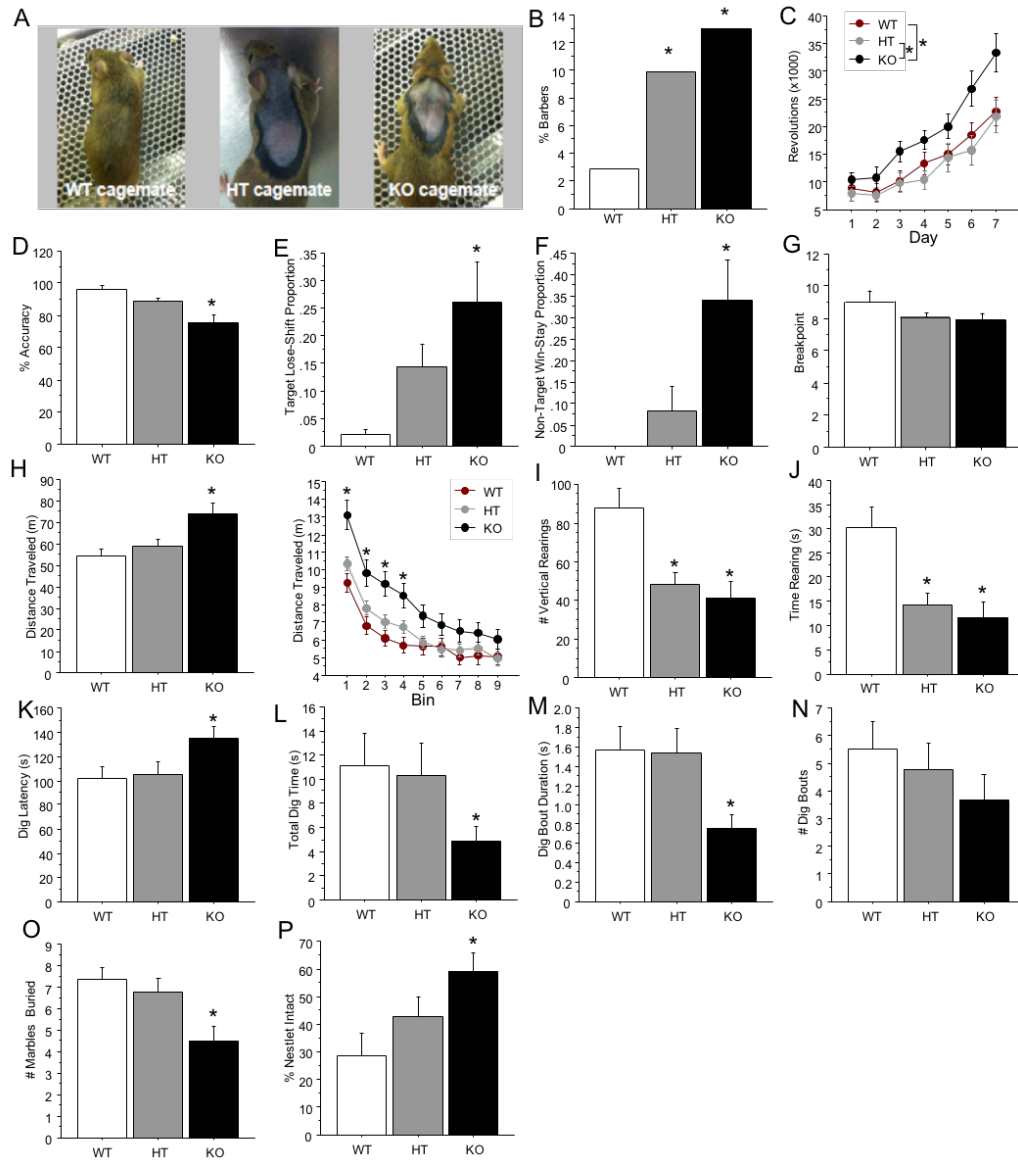 A
WT cagemate
HT cagemate
KO cagemate
B
% Barbers
14
12
10
8
6
4
2
0
*
*
WT
HT
KO
C
Revolutions (x1000)
40
35
30
25
20
15
10
5
WT
HT
KO
*
*
1 2 3 4 5 6 7
Day
D
% Accuracy
120
100
80
60
40
20
0
*
WT
HT
KO
E
Target Lose-Shift Proportion
.35
.30
.25
.20
.15
.10
.05
0
*
WT
HT
KO
F
Non-Target Win-Stay Proportion
.45
.40
.35
.30
.25
.20
.15
.10
.05
0
*
WT
HT
KO
G
Breakpoint
12
10
8
6
4
2
0
WT
HT
KO
H
Distance Traveled (m)
90
80
70
60
50
40
30
20
10
0
*
WT
HT
KO
Distance Traveled (m)
15
14
13
12
11
10
9
8
7
6
5
4
*
*
*
*
WT
HT
KO
1 2 3 4 5 6 7 8 9
Bin
I
# Vertical Rearings
100
80
60
40
20
0
*
*
WT
HT
KO
J
Time Rearing (s)
40
35
30
25
20
15
10
5
0
*
*
WT
HT
KO
K
Dig Latency (s)
160
140
120
100
80
60
40
20
0
*
WT
HT
KO
L
Total Dig Time (s)
16
14
12
10
8
6
4
2
0
*
WT
HT
KO
M
Dig Bout Duration (s)
2.0
1.8
1.6
1.4
1.2
1.0
0.8
0.6
0.4
0.2
0
*
WT
HT
KO
N
# Dig Bouts
7
6
5
4
3
2
1
0
WT
HT
KO
O
# Marbles Buried
9
8
7
6
5
4
3
2
1
0
*
WT
HT
KO
P
% Nestlet Intact
70
60
50
40
30
20
10
0
*
WT
HT
KO